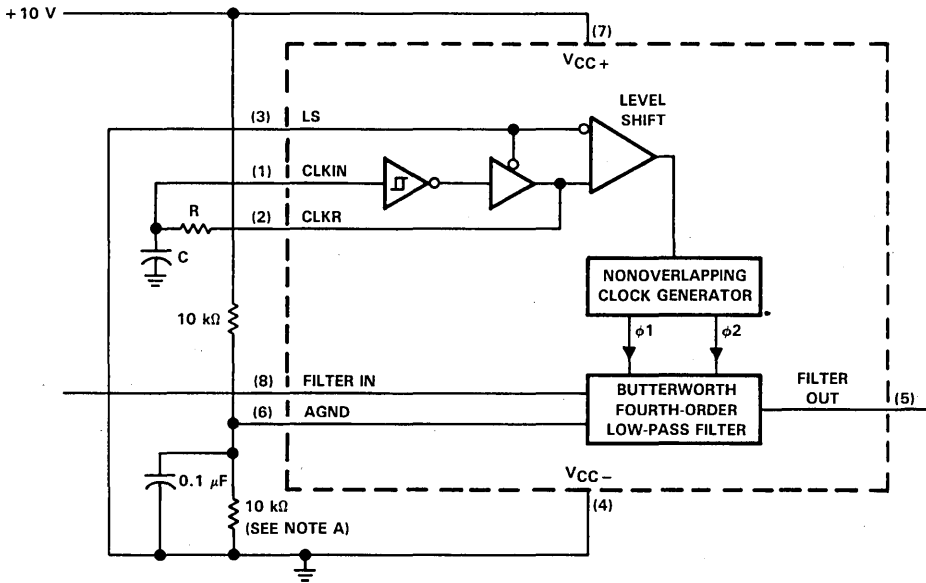 +10 V
(7)
VCC+
LEVEL
SHIFT
(3) LS
(1) CLKIN
R
(2) CLKR
C
NONOVERLAPPING
CLOCK GENERATOR
10 kΩ
ϕ1
ϕ2
(8) FILTER IN
BUTTERWORTH
FOURTH-ORDER
LOW-PASS FILTER
FILTER
OUT
(5)
(6) AGND
0.1 μF
VCC−
10 kΩ
(SEE NOTE A)
(4)